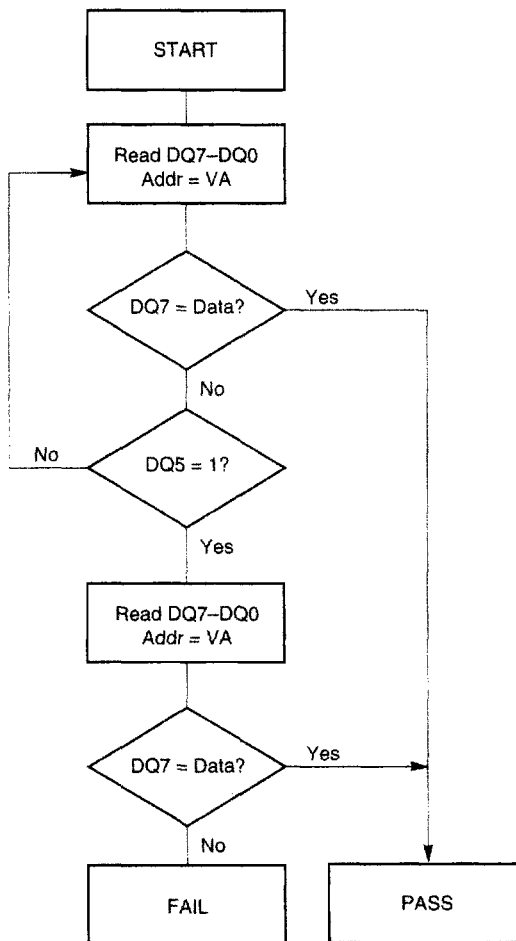 START
Read DQ7–DQ0
Addr = VA
DQ7 = Data?
Yes
No
DQ5 = 1?
No
Yes
Read DQ7–DQ0
Addr = VA
DQ7 = Data?
Yes
No
FAIL
PASS